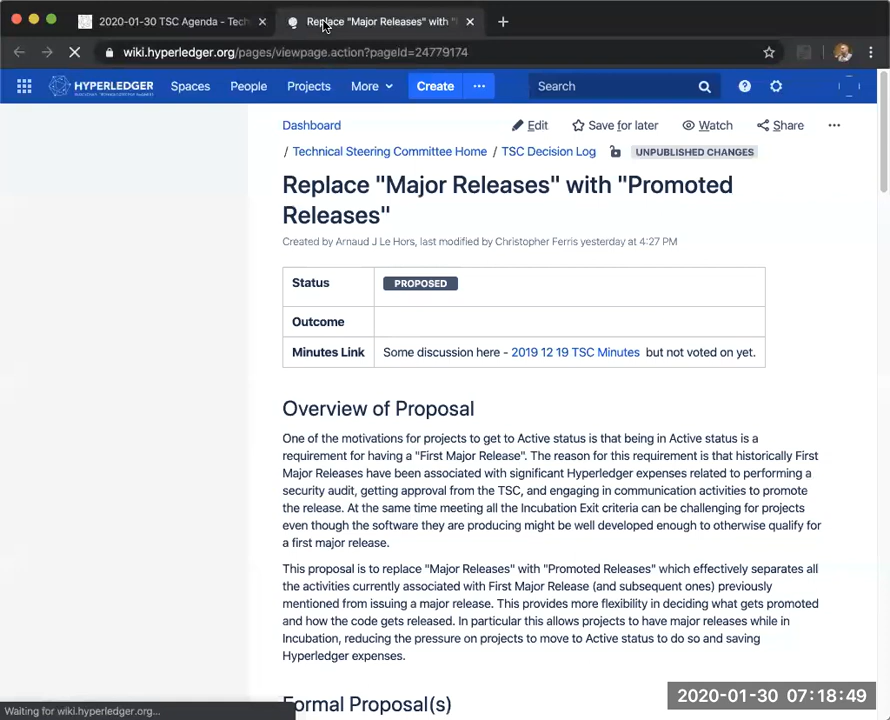 2020-01-30 TSC Agenda - Tech
Replace "Major Releases" with "
wiki.hyperledger.org/pages/viewpage.action?pageId=24779174
HYPERLEDGER Spaces People Projects More Create ... Search
Dashboard Edit Save for later Watch Share ...
/ Technical Steering Committee Home / TSC Decision Log UNPUBLISHED CHANGES
Replace "Major Releases" with "Promoted
Releases"
Created by Arnaud J Le Hors, last modified by Christopher Ferris yesterday at 4:27 PM
Status PROPOSED
Outcome
Minutes Link Some discussion here - 2019 12 19 TSC Minutes but not voted on yet.
Overview of Proposal
One of the motivations for projects to get to Active status is that being in Active status is a
requirement for having a "First Major Release". The reason for this requirement is that historically First
Major Releases have been associated with significant Hyperledger expenses related to performing a
security audit, getting approval from the TSC, and engaging in communication activities to promote
the release. At the same time meeting all the Incubation Exit criteria can be challenging for projects
even though the software they are producing might be well developed enough to otherwise qualify for
a first major release.
This proposal is to replace "Major Releases" with "Promoted Releases" which effectively separates all
the activities currently associated with First Major Release (and subsequent ones) previously
mentioned from issuing a major release. This provides more flexibility in deciding what gets promoted
and how the code gets released. In particular this allows projects to have major releases while in
Incubation, reducing the pressure on projects to move to Active status to do so and saving
Hyperledger expenses.
Formal Proposal(s)
2020-01-30 07:18:49
Waiting for wiki.hyperledger.org...